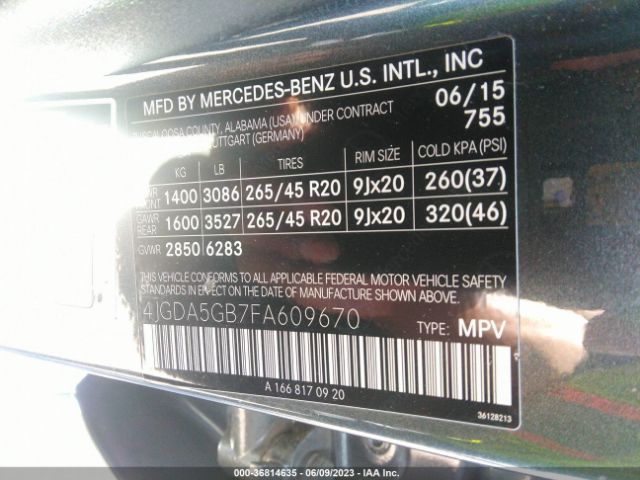 MFD BY MERCEDES-BENZ U.S. INTL., INC
COUNTY, ALABAMA (USA), UNDER CONTRACT 06/15
(GERMANY) 755
KG LB TIRES RIM SIZE COLD KPA (PSI)
FRONT 1400 3086 265/45 R20 9Jx20 260(37)
GAWR REAR 1600 3527 265/45 R20 9Jx20 320(46)
GVWR 2850 6283
THIS VEHICLE CONFORMS TO ALL APPLICABLE FEDERAL MOTOR VEHICLE SAFETY
STANDARDS IN EFFECT ON THE DATE OF MANUFACTURE SHOWN ABOVE.
4JGDA5GB7FA609670 TYPE: MPV
A 166 817 09 20
36128213
000-36814635 - 06/09/2023 - IAA Inc.